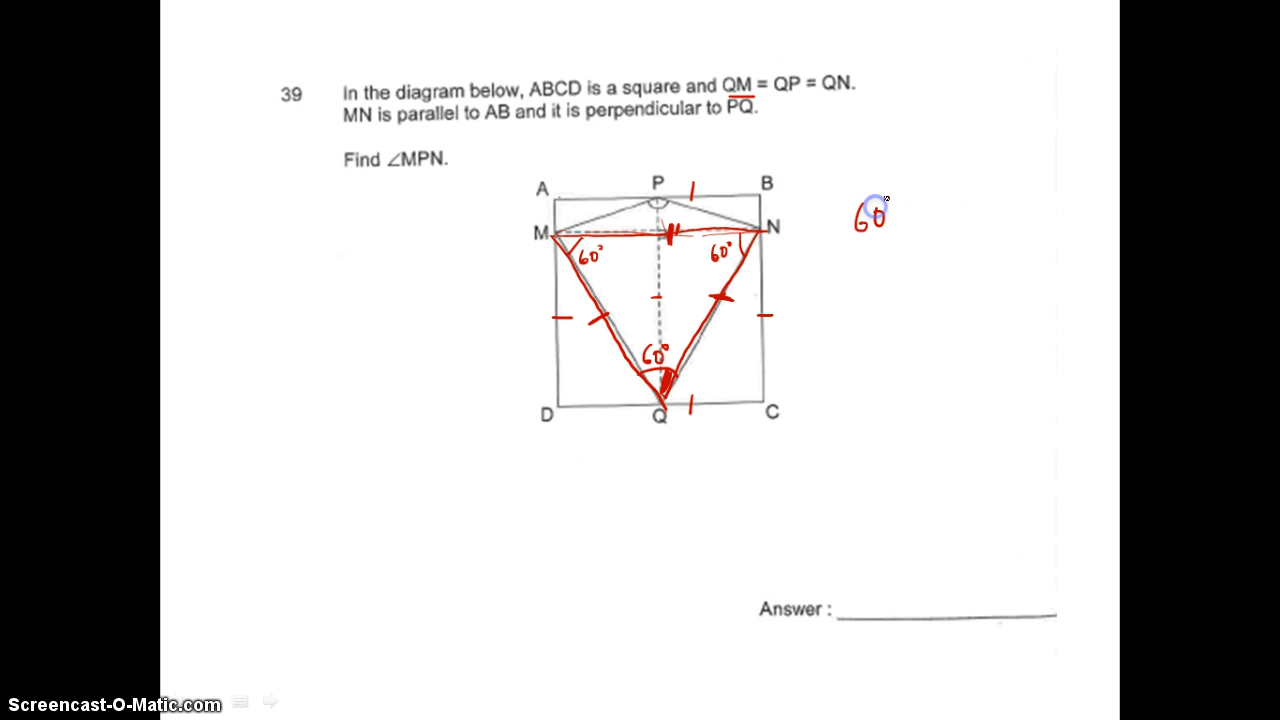 39 In the diagram below, ABCD is a square and QM = QP = QN.
MN is parallel to AB and it is perpendicular to PQ.
Find ∠MPN.
A P B
M N
60° 60°
60°
D Q C
60
Answer :
Screencast-O-Matic.com